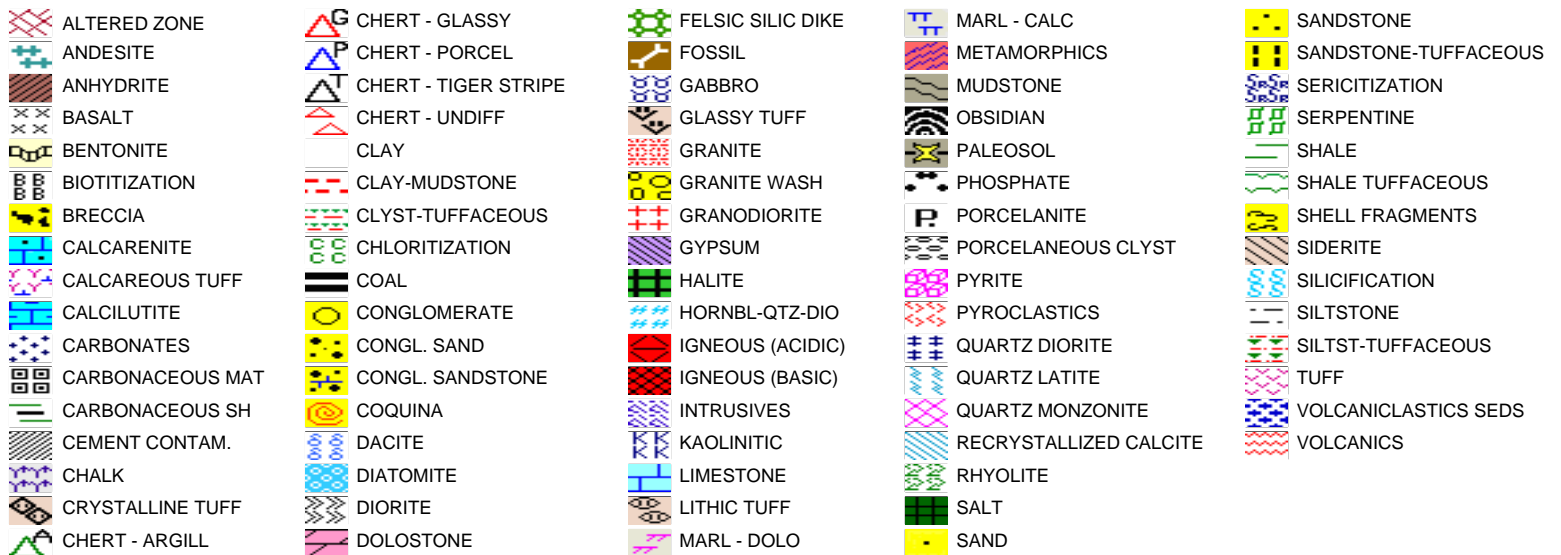 ALTERED ZONE
ANDESITE
ANHYDRITE
BASALT
BENTONITE
BIOTITIZATION
BRECCIA
CALCARENITE
CALCAREOUS TUFF
CALCILUTITE
CARBONATES
CARBONACEOUS MAT
CARBONACEOUS SH
CEMENT CONTAM.
CHALK
CRYSTALLINE TUFF
A CHERT - ARGILL
G CHERT - GLASSY
P CHERT - PORCEL
T CHERT - TIGER STRIPE
CHERT - UNDIFF
CLAY
CLAY-MUDSTONE
CLYST-TUFFACEOUS
CHLORITIZATION
COAL
CONGLOMERATE
CONGL. SAND
CONGL. SANDSTONE
COQUINA
DACITE
DIATOMITE
DIORITE
DOLOSTONE
FELSIC SILIC DIKE
FOSSIL
GABBRO
GLASSY TUFF
GRANITE
GRANITE WASH
GRANODIORITE
GYPSUM
HALITE
HORNBL-QTZ-DIO
IGNEOUS (ACIDIC)
IGNEOUS (BASIC)
INTRUSIVES
KAOLINITIC
LIMESTONE
LITHIC TUFF
MARL - DOLO
MARL - CALC
METAMORPHICS
MUDSTONE
OBSIDIAN
PALEOSOL
PHOSPHATE
P PORCELANITE
PORCELANEOUS CLYST
PYRITE
PYROCLASTICS
QUARTZ DIORITE
QUARTZ LATITE
QUARTZ MONZONITE
RECRYSTALLIZED CALCITE
RHYOLITE
SALT
SAND
SANDSTONE
SANDSTONE-TUFFACEOUS
SERICITIZATION
SERPENTINE
SHALE
SHALE TUFFACEOUS
SHELL FRAGMENTS
SIDERITE
SILICIFICATION
SILTSTONE
SILTST-TUFFACEOUS
TUFF
VOLCANICLASTICS SEDS
VOLCANICS